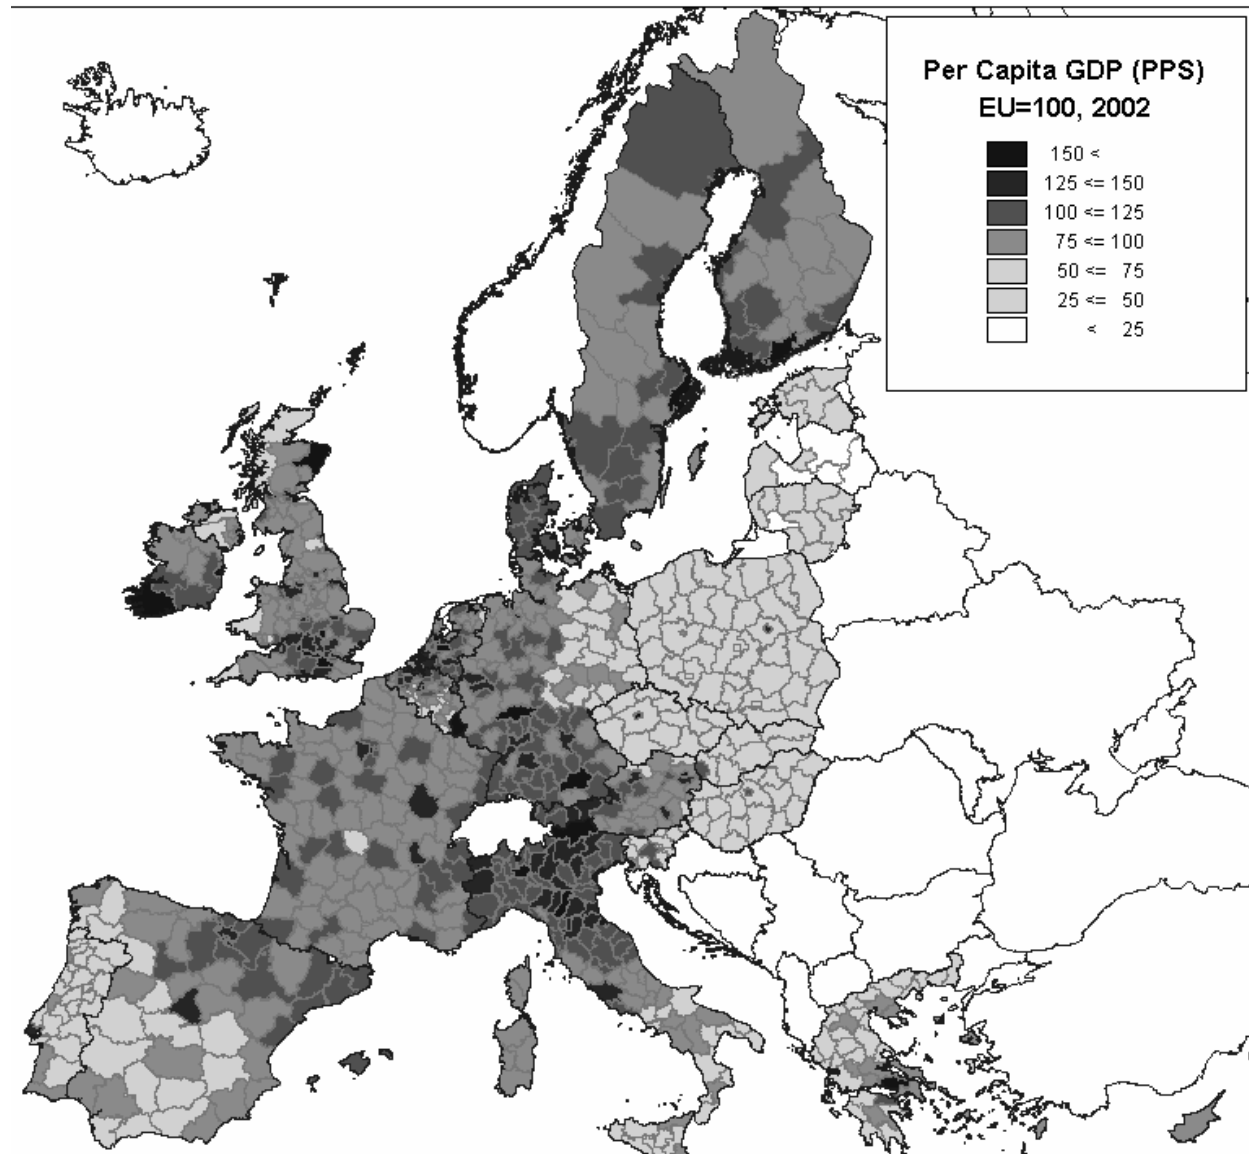 Per Capita GDP (PPS)
EU=100, 2002
150 <
125 <= 150
100 <= 125
75 <= 100
50 <= 75
25 <= 50
< 25